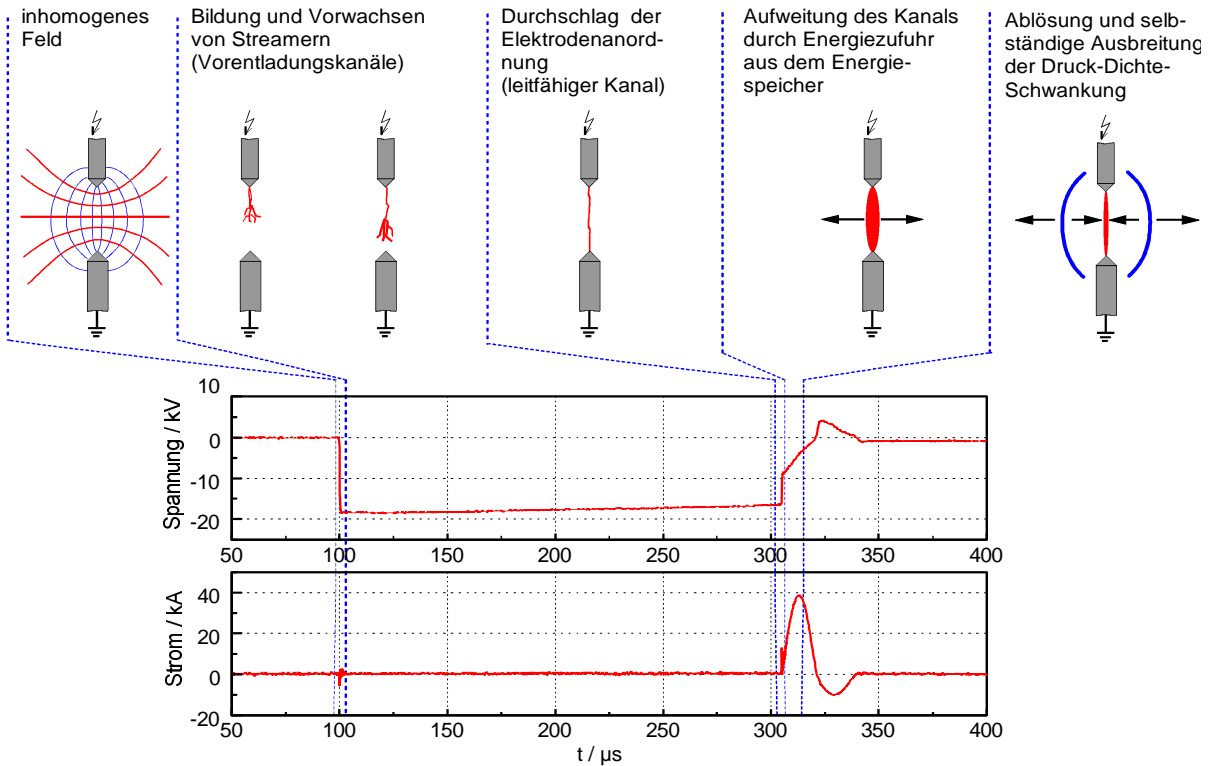 inhomogenes
Feld
Bildung und Vorwachsen
von Streamern
(Vorentladungskanäle)
Durchschlag der
Elektrodenanord-
nung
(leitfähiger Kanal)
Aufweitung des Kanals
durch Energiezufuhr
aus dem Energie-
speicher
Ablösung und selb-
ständige Ausbreitung
der Druck-Dichte-
Schwankung
Spannung / kV
10
0
-10
-20
50 100 150 200 250 300 350 400
Strom / kA
40
20
0
-20
50 100 150 200 250 300 350 400
t / µs